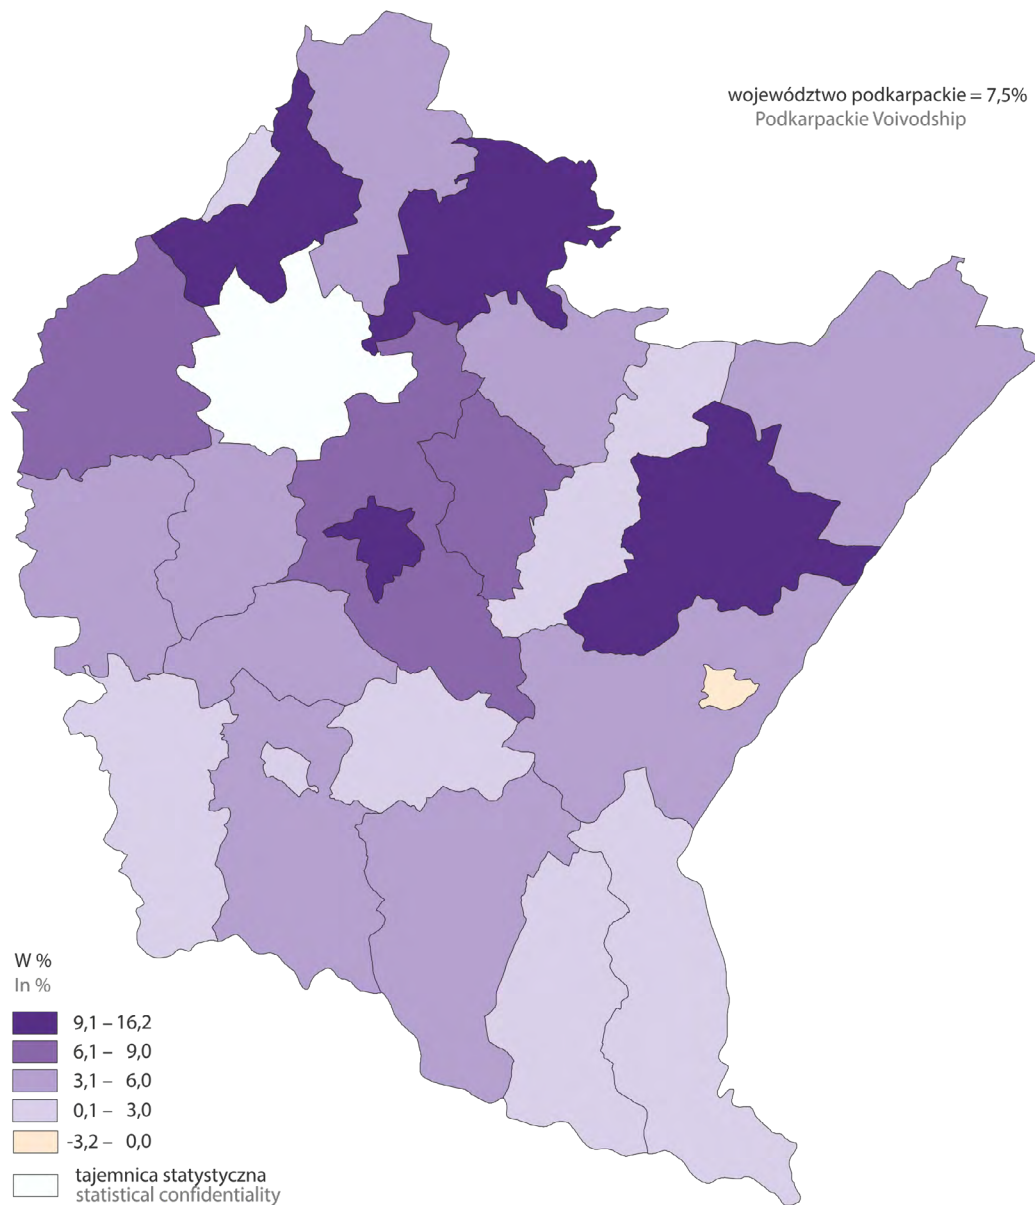 województwo podkarpackie = 7,5%
Podkarpackie Voivodship
W %
In %
9,1 – 16,2
6,1 – 9,0
3,1 – 6,0
0,1 – 3,0
-3,2 – 0,0
tajemnica statystyczna
statistical confidentiality